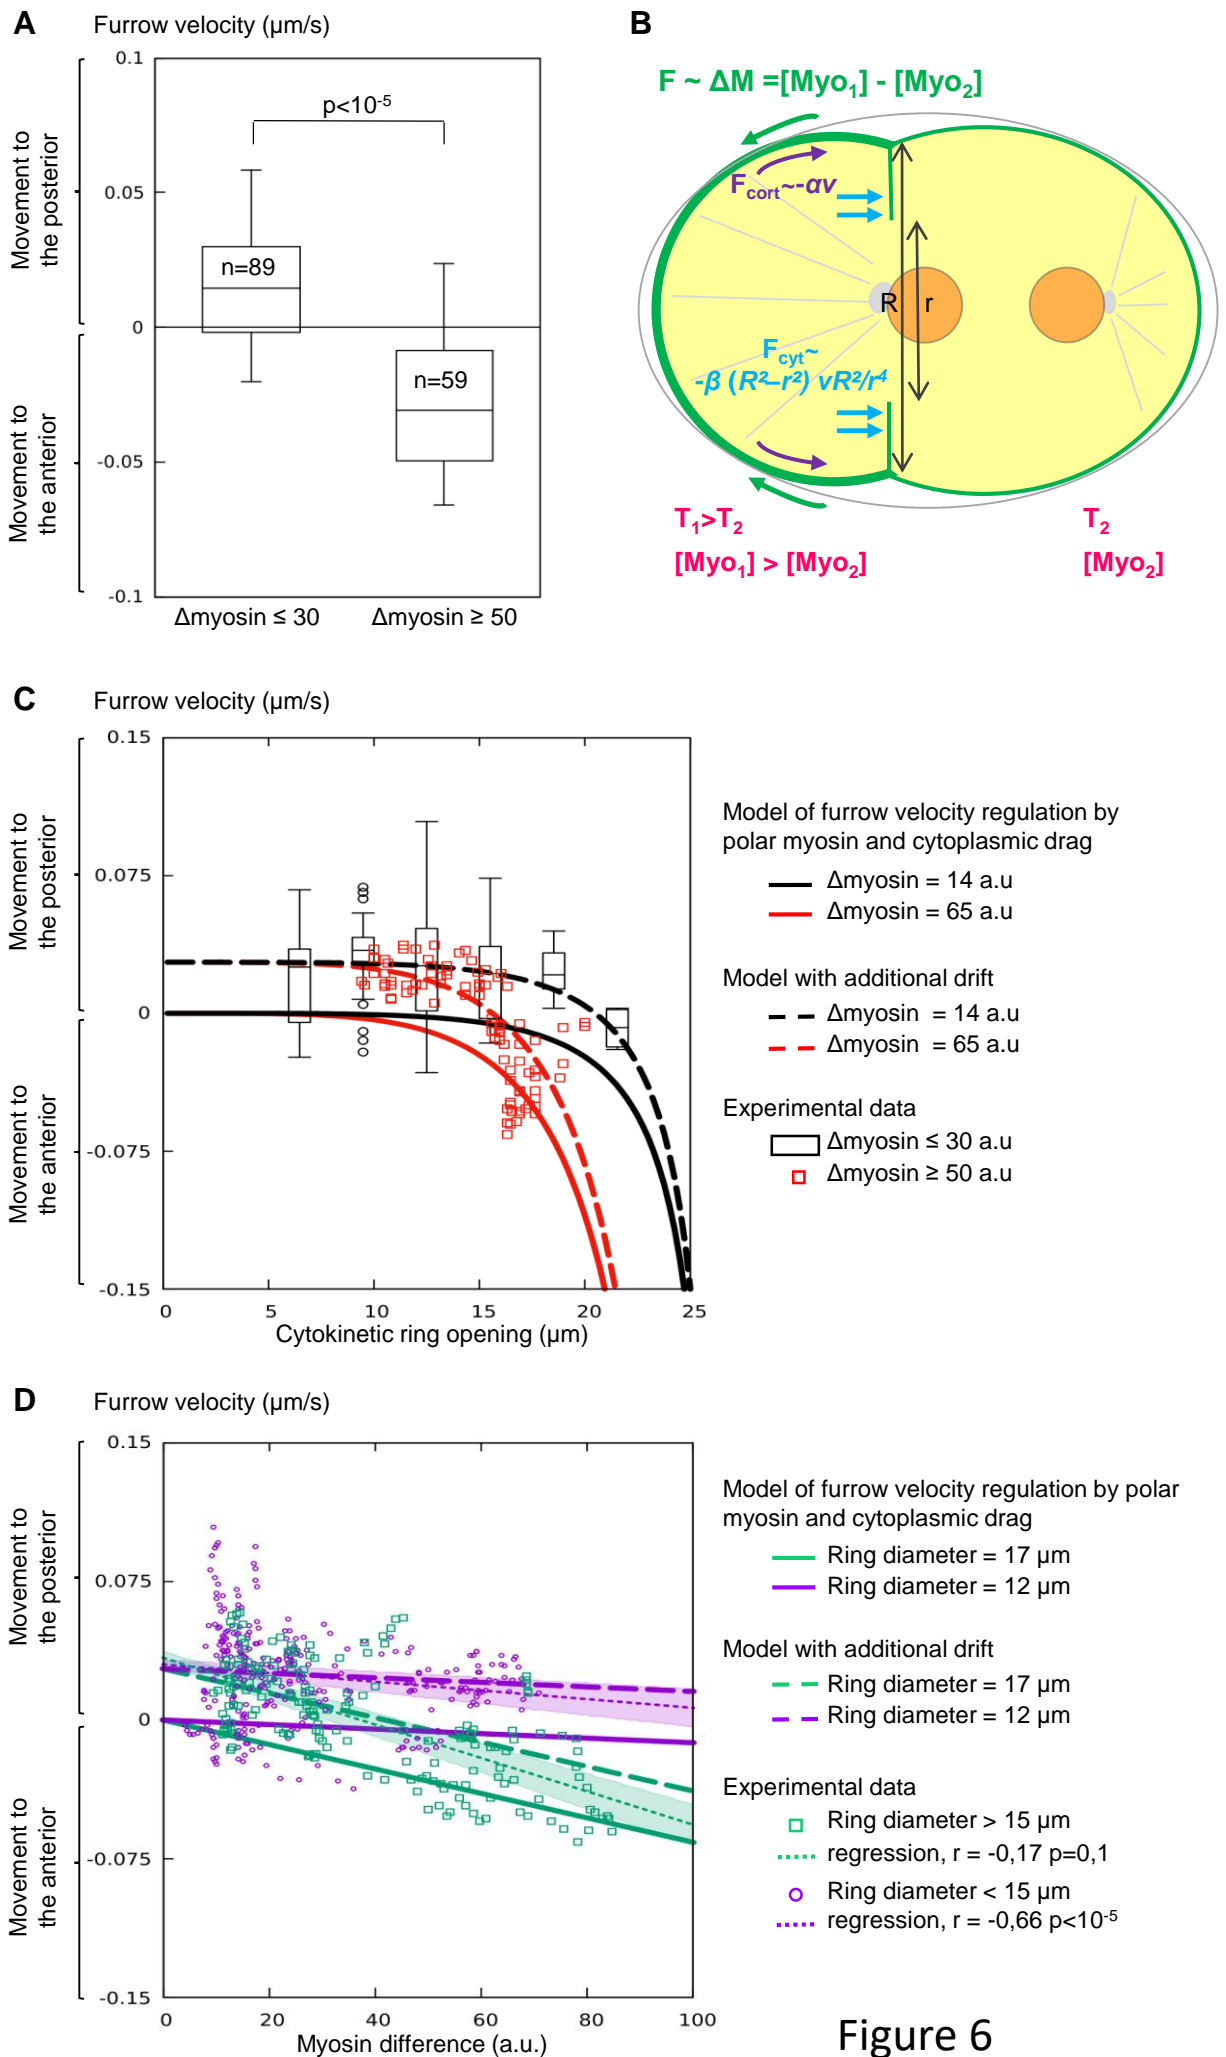 A
Furrow velocity (µm/s)
Movement to
the posterior
Movement to
the anterior
0.1
0.05
0
-0.05
-0.1
p<10⁻⁵
n=89
n=59
Δmyosin ≤ 30
Δmyosin ≥ 50
B
F ~ ΔM =[Myo₁] - [Myo₂]
F_cort~-αv
R
r
F_cyt~
-β (R²–r²) vR²/r⁴
T₁>T₂
[Myo₁] > [Myo₂]
T₂
[Myo₂]
C
Furrow velocity (µm/s)
Movement to
the posterior
Movement to
the anterior
0.15
0.075
0
-0.075
-0.15
0 5 10 15 20 25
Cytokinetic ring opening (µm)
Model of furrow velocity regulation by
polar myosin and cytoplasmic drag
Δmyosin = 14 a.u
Δmyosin = 65 a.u
Model with additional drift
Δmyosin = 14 a.u
Δmyosin = 65 a.u
Experimental data
Δmyosin ≤ 30 a.u
Δmyosin ≥ 50 a.u
D
Furrow velocity (µm/s)
Movement to
the posterior
Movement to
the anterior
0.15
0.075
0
-0.075
-0.15
0 20 40 60 80 100
Myosin difference (a.u.)
Model of furrow velocity regulation by polar
myosin and cytoplasmic drag
Ring diameter = 17 µm
Ring diameter = 12 µm
Model with additional drift
Ring diameter = 17 µm
Ring diameter = 12 µm
Experimental data
Ring diameter > 15 µm
regression, r = -0,17 p=0,1
Ring diameter < 15 µm
regression, r = -0,66 p<10⁻⁵
Figure 6